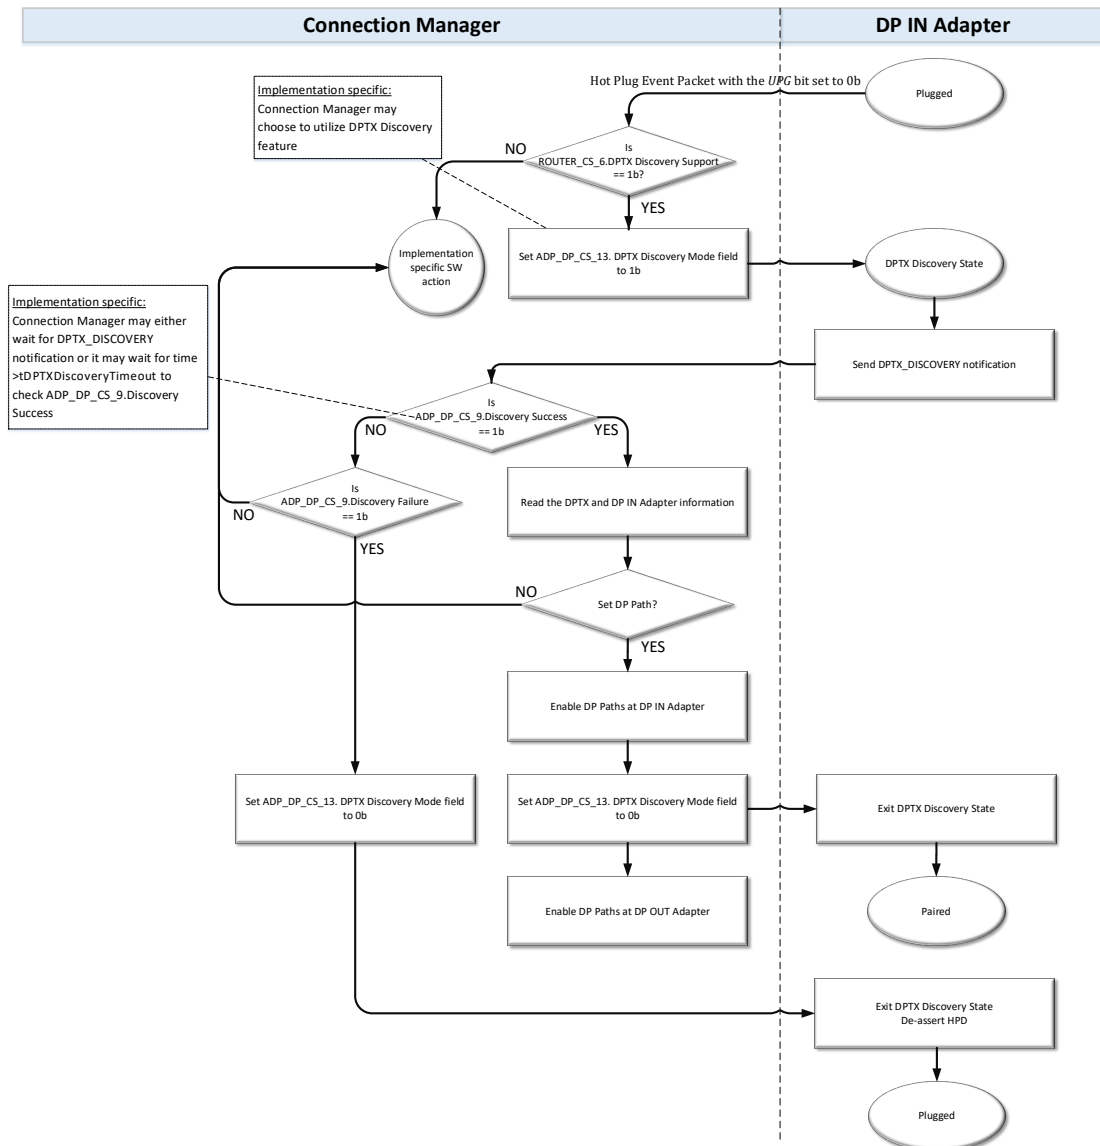 Connection Manager
DP IN Adapter
Hot Plug Event Packet with the UPG bit set to 0b
Plugged
Implementation specific:
Connection Manager may
choose to utilize DPTX Discovery
feature
Is
ROUTER_CS_6.DPTX Discovery Support
== 1b?
NO
YES
Implementation
specific SW
action
Set ADP_DP_CS_13. DPTX Discovery Mode field
to 1b
DPTX Discovery State
Implementation specific:
Connection Manager may either
wait for DPTX_DISCOVERY
notification or it may wait for time
>tDPTXDiscoveryTimeout to
check ADP_DP_CS_9.Discovery
Success
Send DPTX_DISCOVERY notification
Is
ADP_DP_CS_9.Discovery Success
== 1b
NO
YES
Is
ADP_DP_CS_9.Discovery Failure
== 1b
NO
YES
Read the DPTX and DP IN Adapter information
NO
Set DP Path?
YES
Enable DP Paths at DP IN Adapter
Set ADP_DP_CS_13. DPTX Discovery Mode field
to 0b
Set ADP_DP_CS_13. DPTX Discovery Mode field
to 0b
Exit DPTX Discovery State
Enable DP Paths at DP OUT Adapter
Paired
Exit DPTX Discovery State
De-assert HPD
Plugged